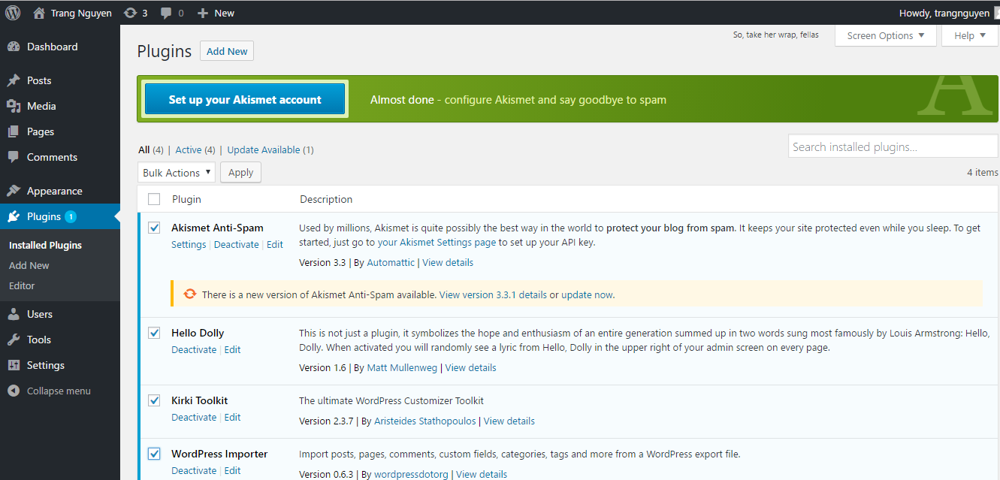 Trang Nguyen 3 0 New Howdy, trangnguyen
So, take her wrap, fellas Screen Options ▼ Help ▼
Dashboard
Posts
Media
Pages
Comments
Appearance
Plugins 1
Installed Plugins
Add New
Editor
Users
Tools
Settings
Collapse menu
Plugins Add New
Set up your Akismet account Almost done - configure Akismet and say goodbye to spam
All (4) | Active (4) | Update Available (1)
Search installed plugins...
Bulk Actions ▼ Apply
4 items
Plugin Description
Akismet Anti-Spam
Settings | Deactivate | Edit
Used by millions, Akismet is quite possibly the best way in the world to protect your blog from spam. It keeps your site protected even while you sleep. To get
started, just go to your Akismet Settings page to set up your API key.
Version 3.3 | By Automattic | View details
There is a new version of Akismet Anti-Spam available. View version 3.3.1 details or update now.
Hello Dolly
Deactivate | Edit
This is not just a plugin, it symbolizes the hope and enthusiasm of an entire generation summed up in two words sung most famously by Louis Armstrong: Hello,
Dolly. When activated you will randomly see a lyric from Hello, Dolly in the upper right of your admin screen on every page.
Version 1.6 | By Matt Mullenweg | View details
Kirki Toolkit
Deactivate | Edit
The ultimate WordPress Customizer Toolkit
Version 2.3.7 | By Aristeides Stathopoulos | View details
WordPress Importer
Deactivate | Edit
Import posts, pages, comments, custom fields, categories, tags and more from a WordPress export file.
Version 0.6.3 | By wordpressdotorg | View details